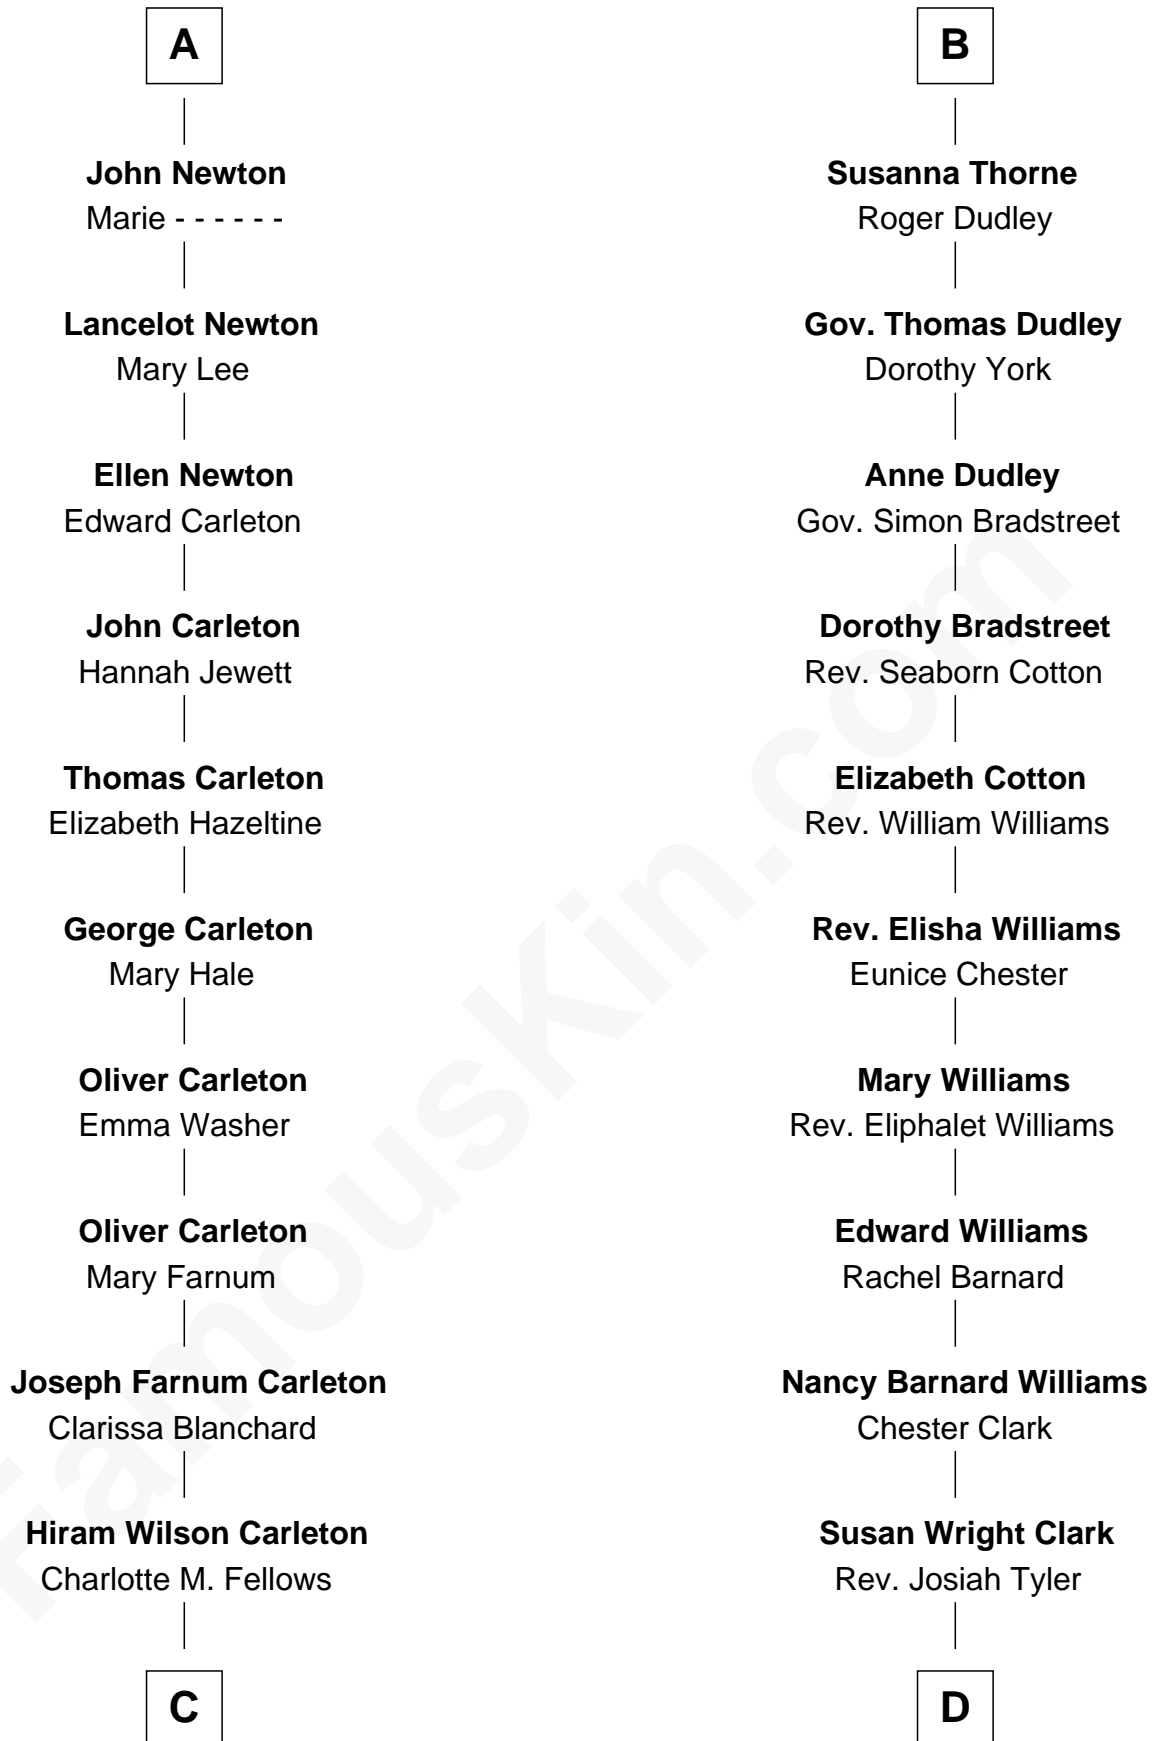 A
John Newton
Marie - - - - - -
Lancelot Newton
Mary Lee
Ellen Newton
Edward Carleton
John Carleton
Hannah Jewett
Thomas Carleton
Elizabeth Hazeltine
George Carleton
Mary Hale
Oliver Carleton
Emma Washer
Oliver Carleton
Mary Farnum
Joseph Farnum Carleton
Clarissa Blanchard
Hiram Wilson Carleton
Charlotte M. Fellows
C
B
Susanna Thorne
Roger Dudley
Gov. Thomas Dudley
Dorothy York
Anne Dudley
Gov. Simon Bradstreet
Dorothy Bradstreet
Rev. Seaborn Cotton
Elizabeth Cotton
Rev. William Williams
Rev. Elisha Williams
Eunice Chester
Mary Williams
Rev. Eliphalet Williams
Edward Williams
Rachel Barnard
Nancy Barnard Williams
Chester Clark
Susan Wright Clark
Rev. Josiah Tyler
D
FamousKin.com